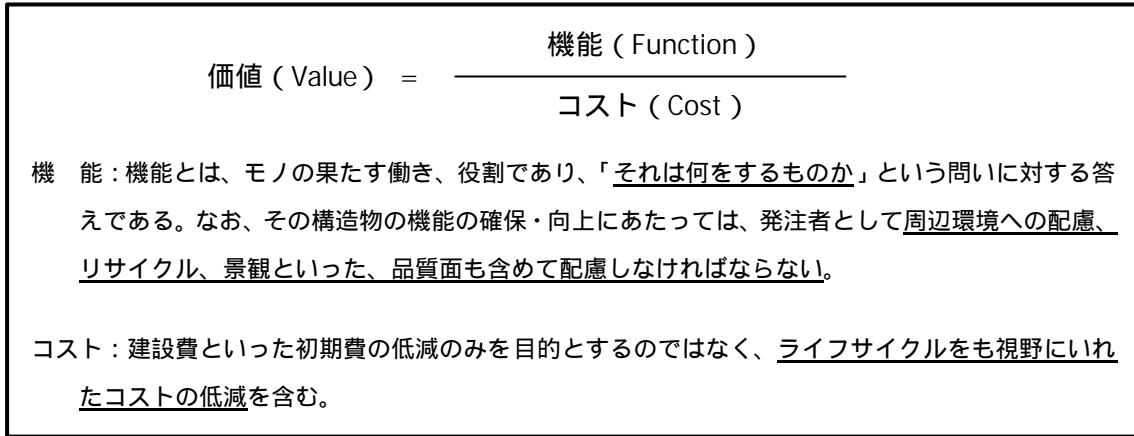 機能（Function）
価値（Value） =
コスト（Cost）
機　能：機能とは、モノの果たす働き、役割であり、「それは何をするものか」という問いに対する答
えである。なお、その構造物の機能の確保・向上にあたっては、発注者として周辺環境への配慮、
リサイクル、景観といった、品質面も含めて配慮しなければならない。
コスト：建設費といった初期費の低減のみを目的とするのではなく、ライフサイクルをも視野にいれ
たコストの低減を含む。